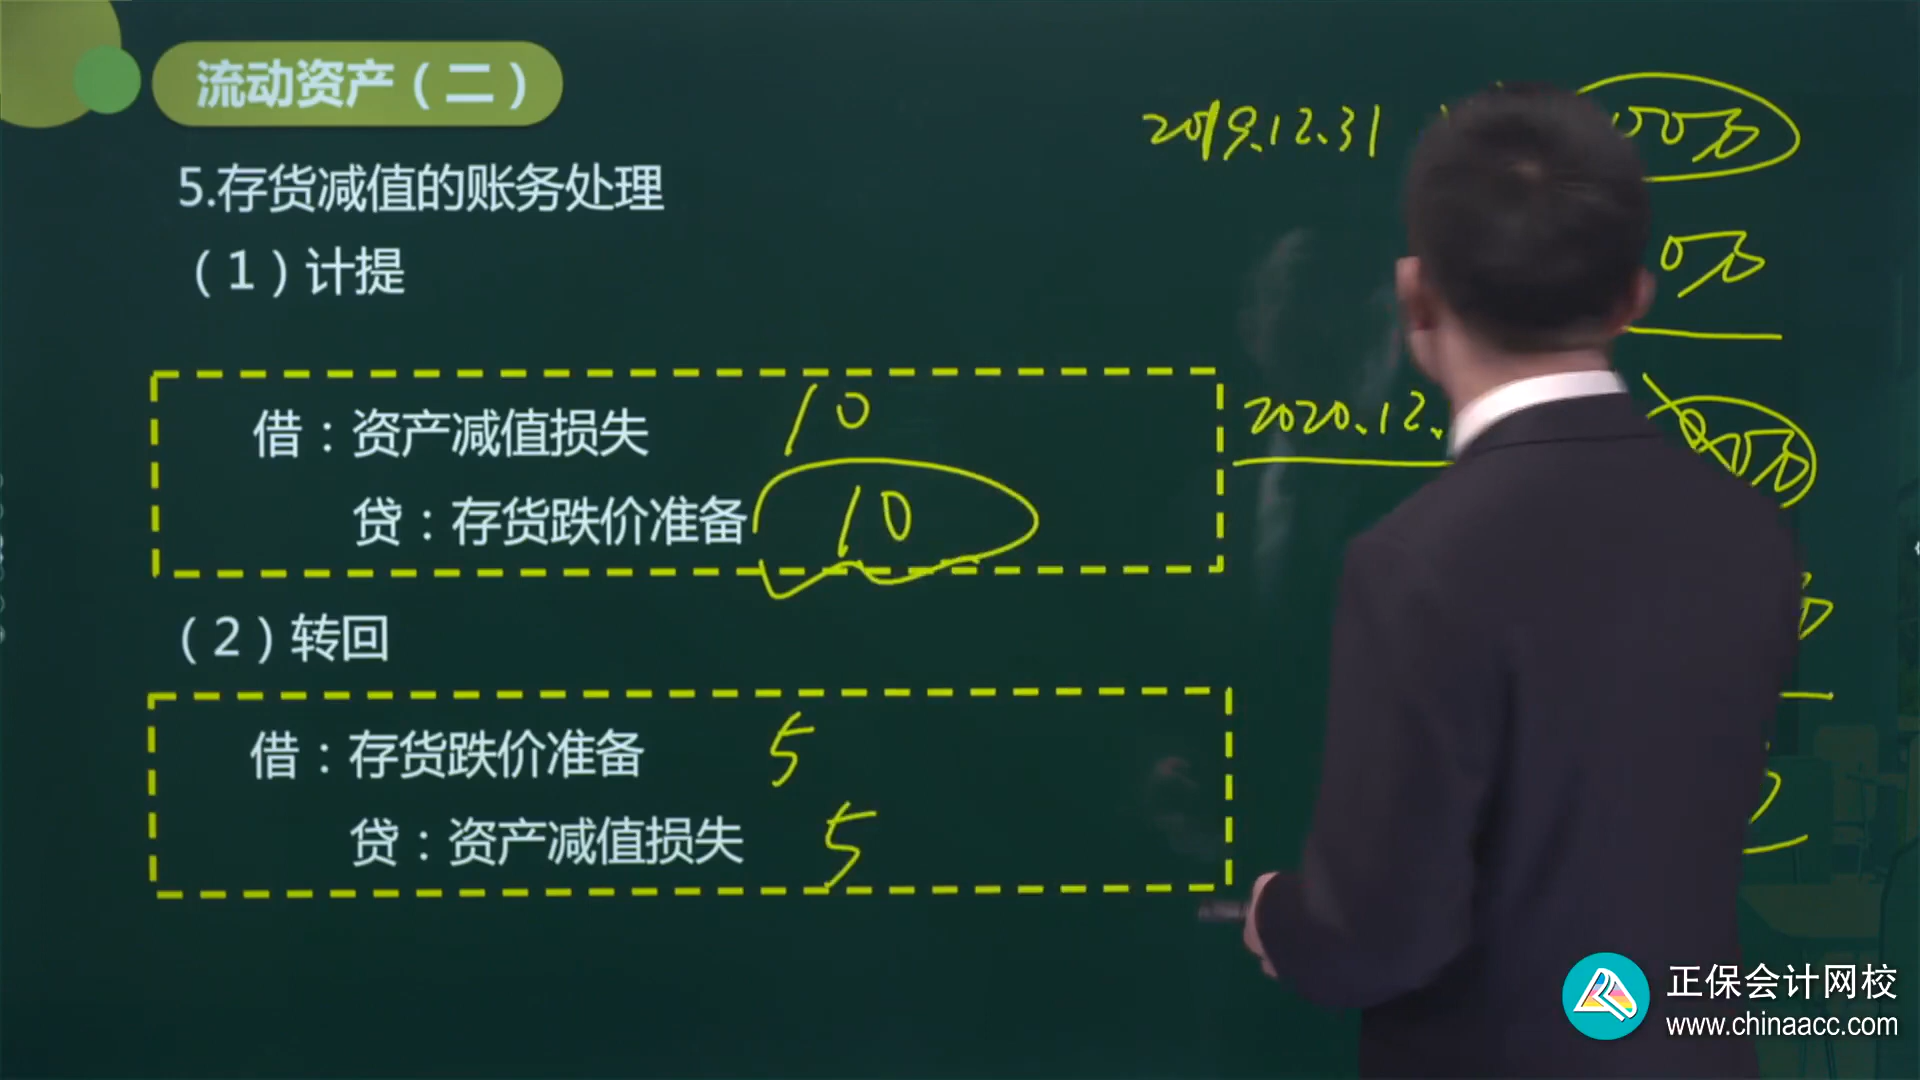 流动资产（二）
5.存货减值的账务处理
（1）计提
借：资产减值损失 10
贷：存货跌价准备 10
（2）转回
借：存货跌价准备 5
贷：资产减值损失 5
2019.12.31
2020.12.
正保会计网校
www.chinaacc.com